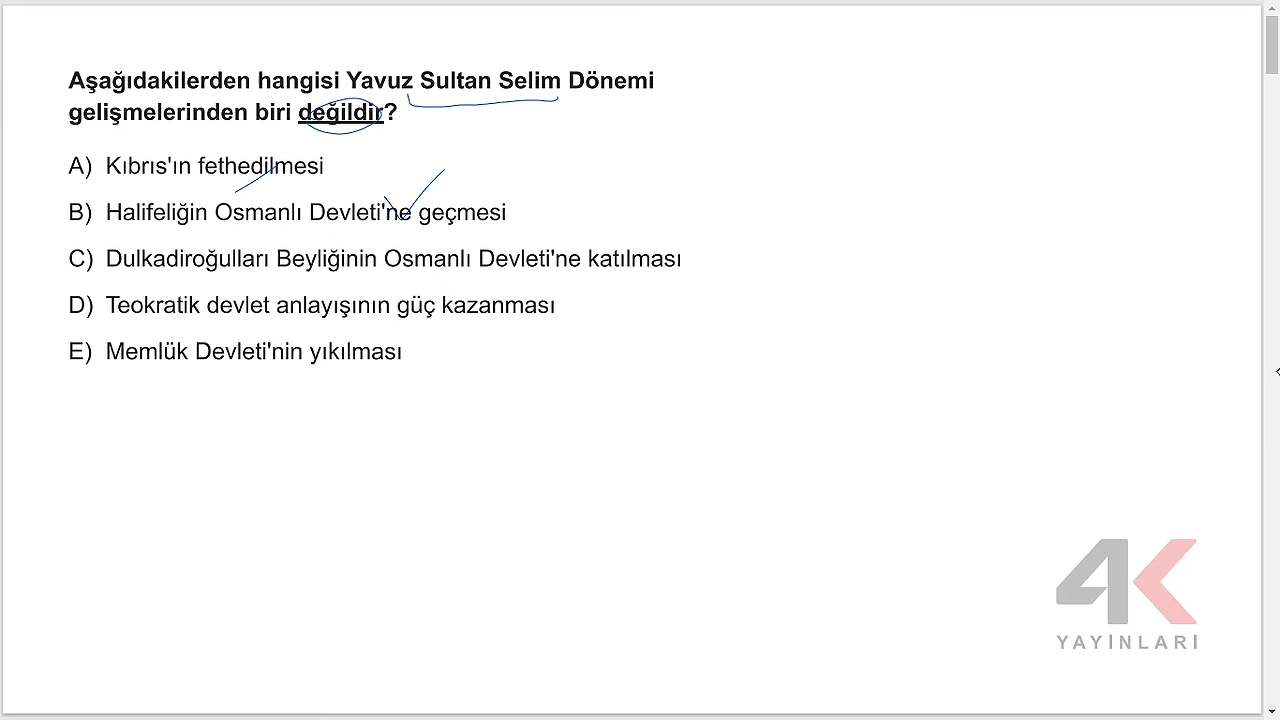 Aşağıdakilerden hangisi Yavuz Sultan Selim Dönemi
gelişmelerinden biri değildir?
A) Kıbrıs'ın fethedilmesi
B) Halifeliğin Osmanlı Devleti'ne geçmesi
C) Dulkadiroğulları Beyliğinin Osmanlı Devleti'ne katılması
D) Teokratik devlet anlayışının güç kazanması
E) Memlük Devleti'nin yıkılması
4K
YAYINLARI